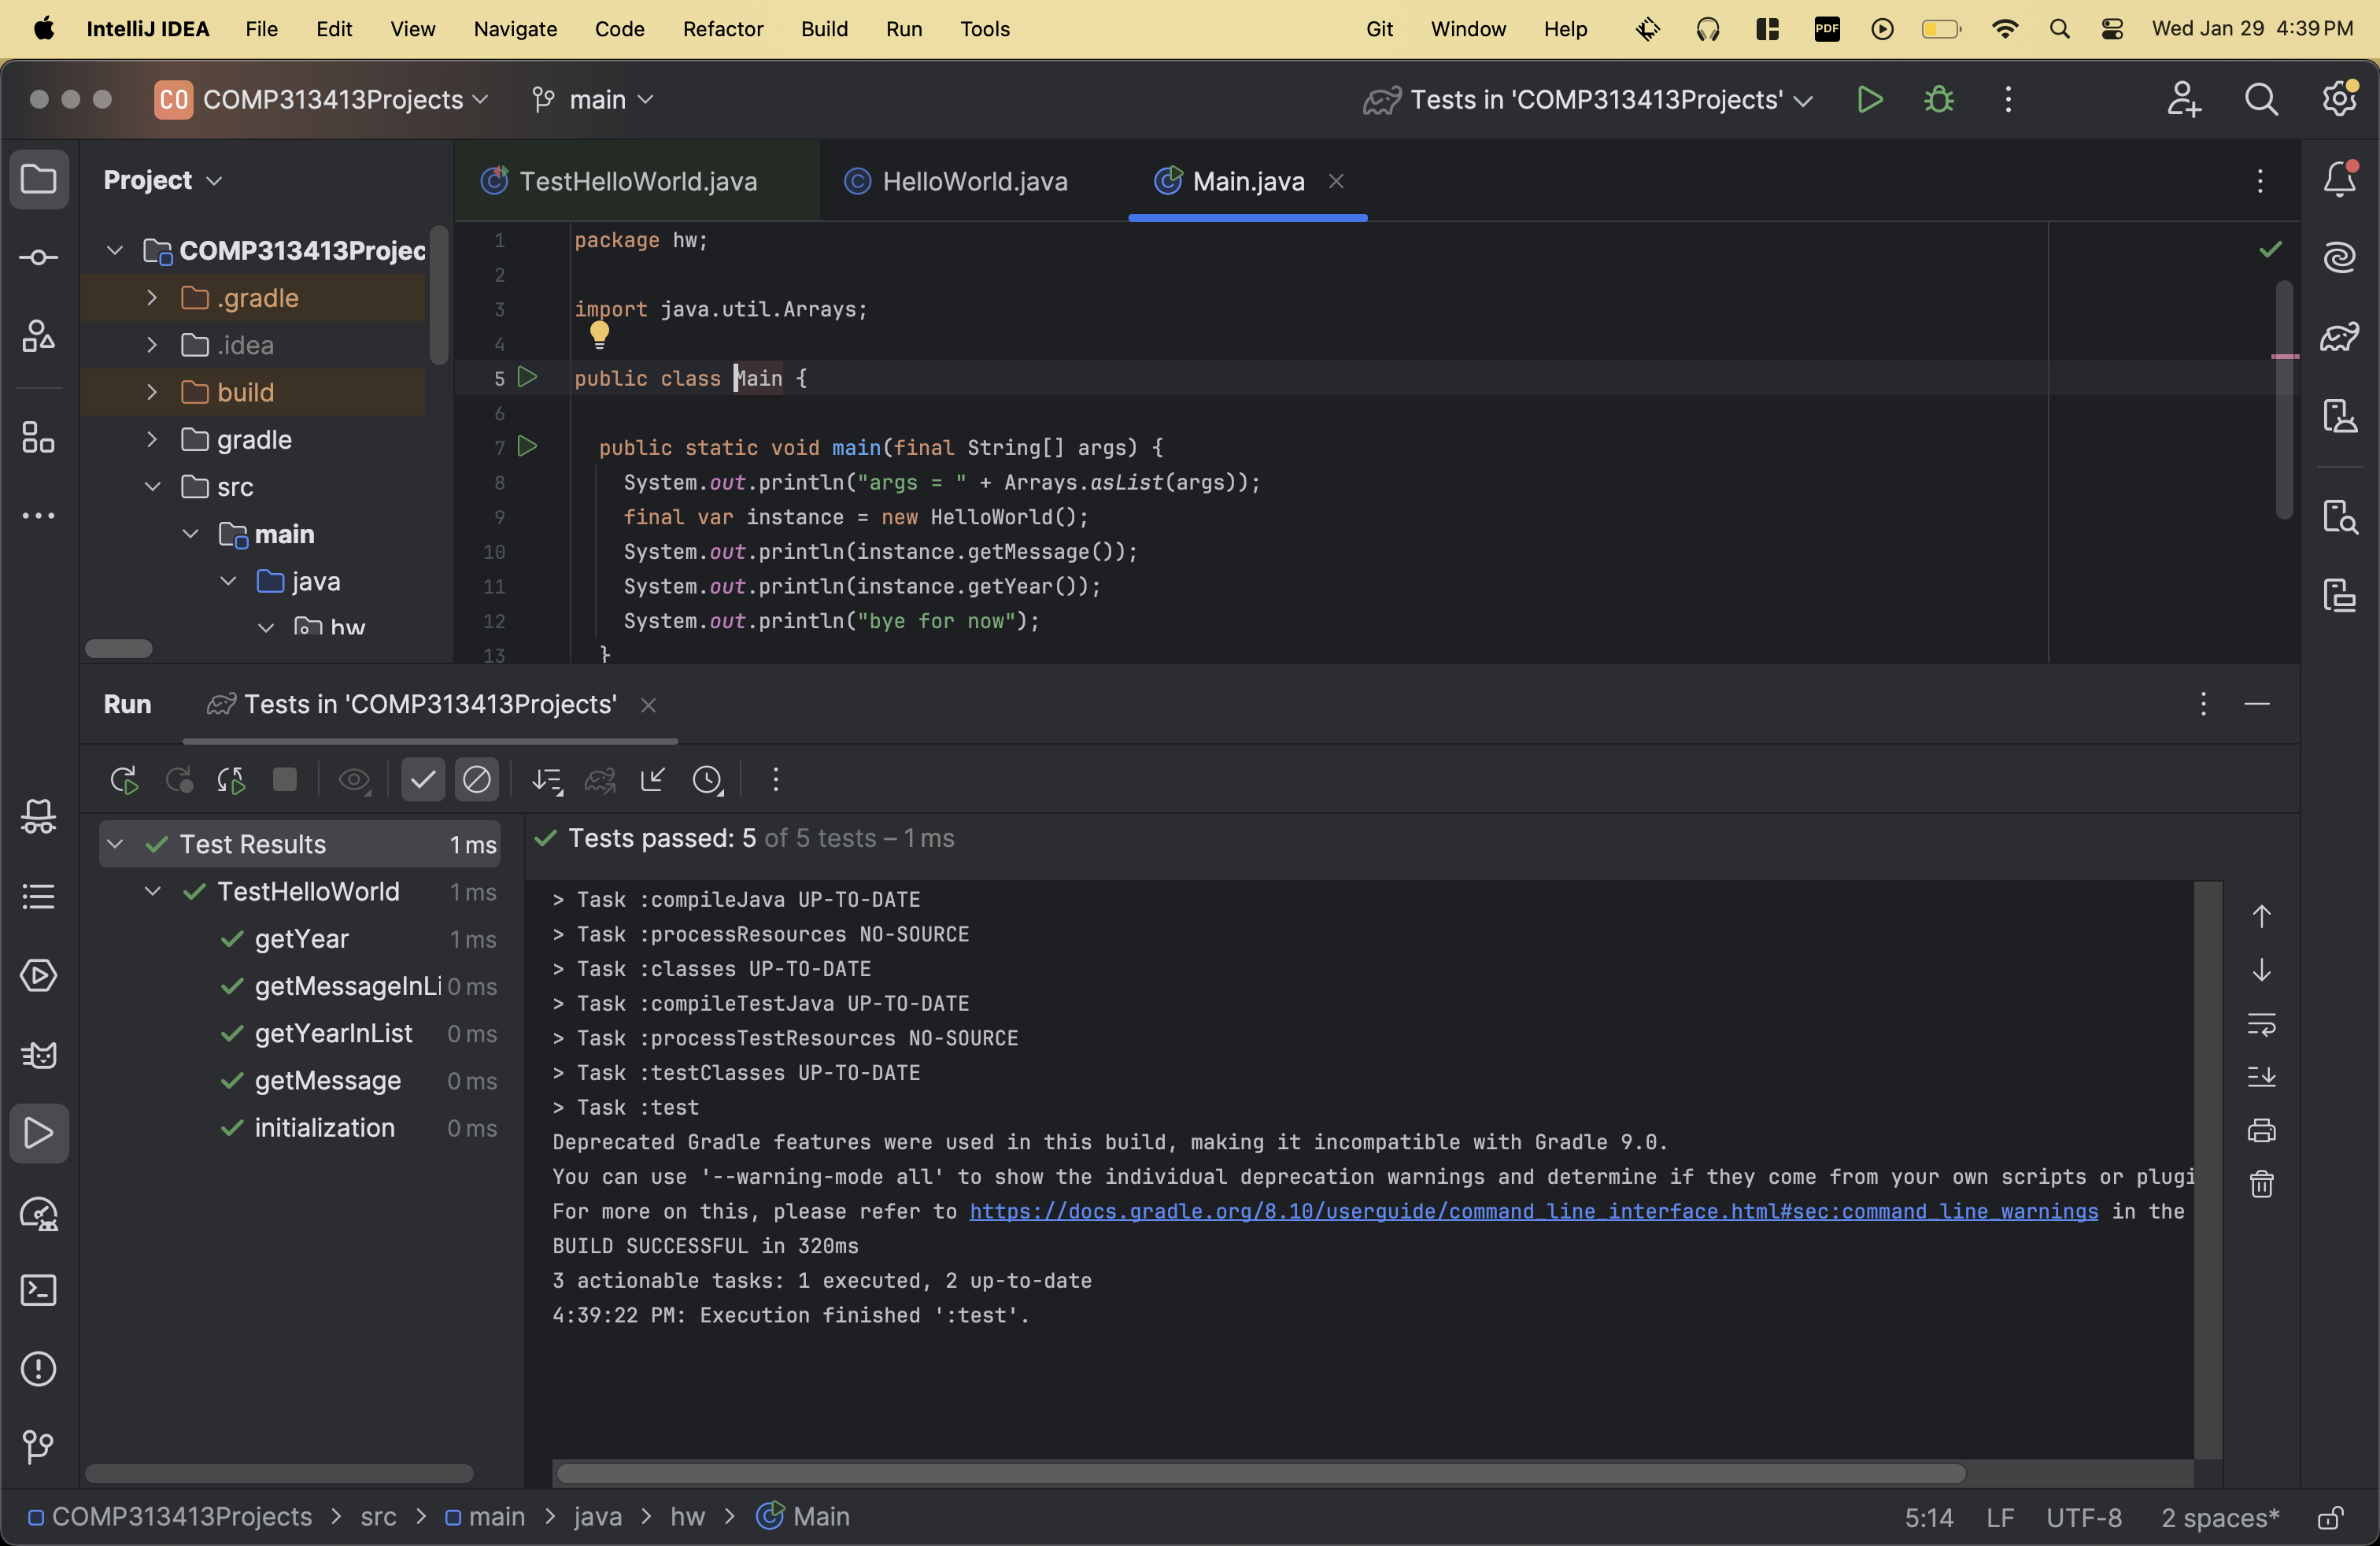 IntelliJ IDEA File Edit View Navigate Code Refactor Build Run Tools Git Window Help PDF Wed Jan 29 4:39 PM
CO COMP313413Projects main Tests in 'COMP313413Projects'
Project
COMP313413Projec
.gradle
.idea
build
gradle
src
main
java
hw
TestHelloWorld.java HelloWorld.java Main.java
1 package hw;
2
3 import java.util.Arrays;
4
5 public class Main {
6
7 public static void main(final String[] args) {
8 System.out.println("args = " + Arrays.asList(args));
9 final var instance = new HelloWorld();
10 System.out.println(instance.getMessage());
11 System.out.println(instance.getYear());
12 System.out.println("bye for now");
13 }
Run Tests in 'COMP313413Projects'
Test Results 1 ms
TestHelloWorld 1 ms
getYear 1 ms
getMessageInLi 0 ms
getYearInList 0 ms
getMessage 0 ms
initialization 0 ms
Tests passed: 5 of 5 tests – 1 ms
> Task :compileJava UP-TO-DATE
> Task :processResources NO-SOURCE
> Task :classes UP-TO-DATE
> Task :compileTestJava UP-TO-DATE
> Task :processTestResources NO-SOURCE
> Task :testClasses UP-TO-DATE
> Task :test
Deprecated Gradle features were used in this build, making it incompatible with Gradle 9.0.
You can use '--warning-mode all' to show the individual deprecation warnings and determine if they come from your own scripts or plugi
For more on this, please refer to https://docs.gradle.org/8.10/userguide/command_line_interface.html#sec:command_line_warnings in the
BUILD SUCCESSFUL in 320ms
3 actionable tasks: 1 executed, 2 up-to-date
4:39:22 PM: Execution finished ':test'.
COMP313413Projects > src > main > java > hw > Main
5:14 LF UTF-8 2 spaces*